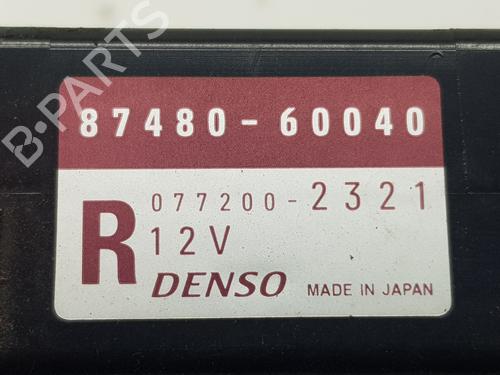 87480-60040
R
077200-2321
12V
DENSO MADE IN JAPAN
B-PARTS